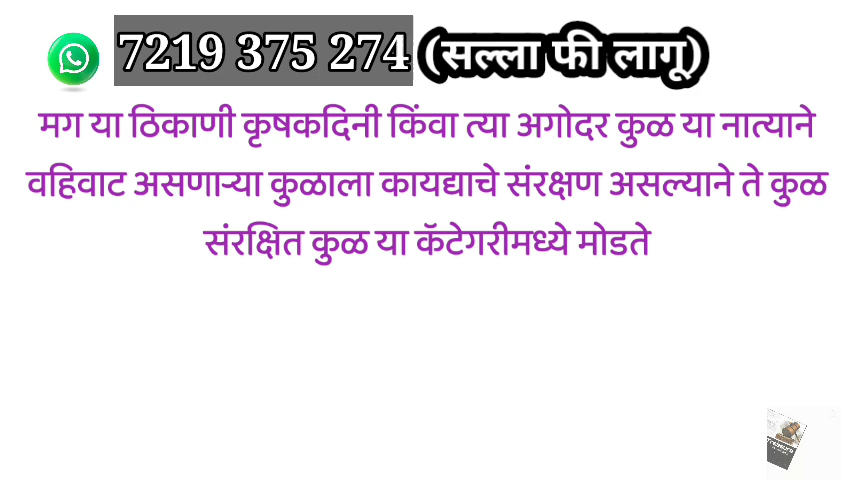 7219 375 274 (सल्ला फी लागू)
मग या ठिकाणी कृषकदिनी किंवा त्या अगोदर कुळ या नात्याने
वहिवाट असणाऱ्या कुळाला कायद्याचे संरक्षण असल्याने ते कुळ
संरक्षित कुळ या कॅटेगरीमध्ये मोडते